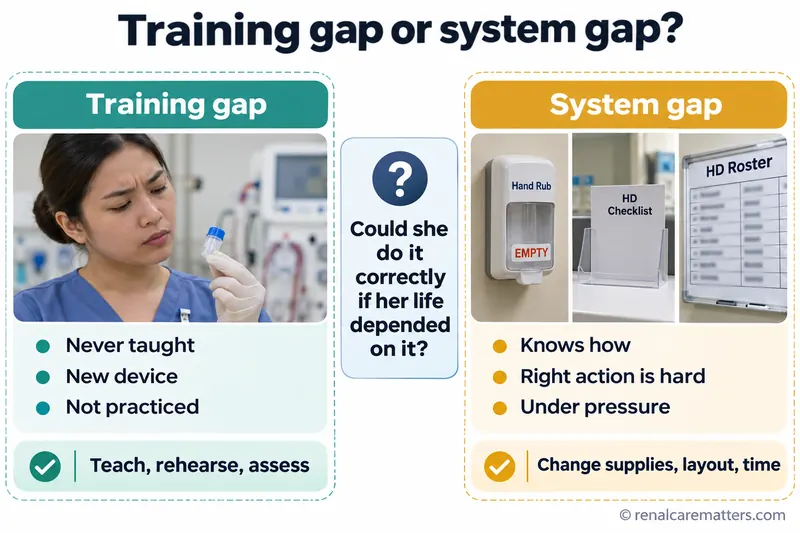 Training gap or system gap?
Training gap
Never taught
New device
Not practiced
Teach, rehearse, assess
?
Could she
do it
correctly
if her life
depended
on it?
System gap
Hand Rub
EMPTY
HD
Checklist
HD Roster
Knows how
Right action is hard
Under pressure
Change supplies, layout, time
© renalcarematters.com